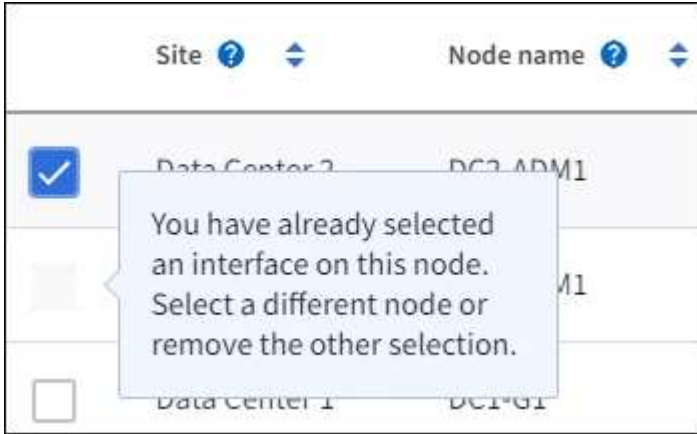 Site ? Node name ?
Data Center 2 DC2-ADM1
You have already selected
an interface on this node.
Select a different node or
remove the other selection.
M1
Data Center 1 DC1-G1